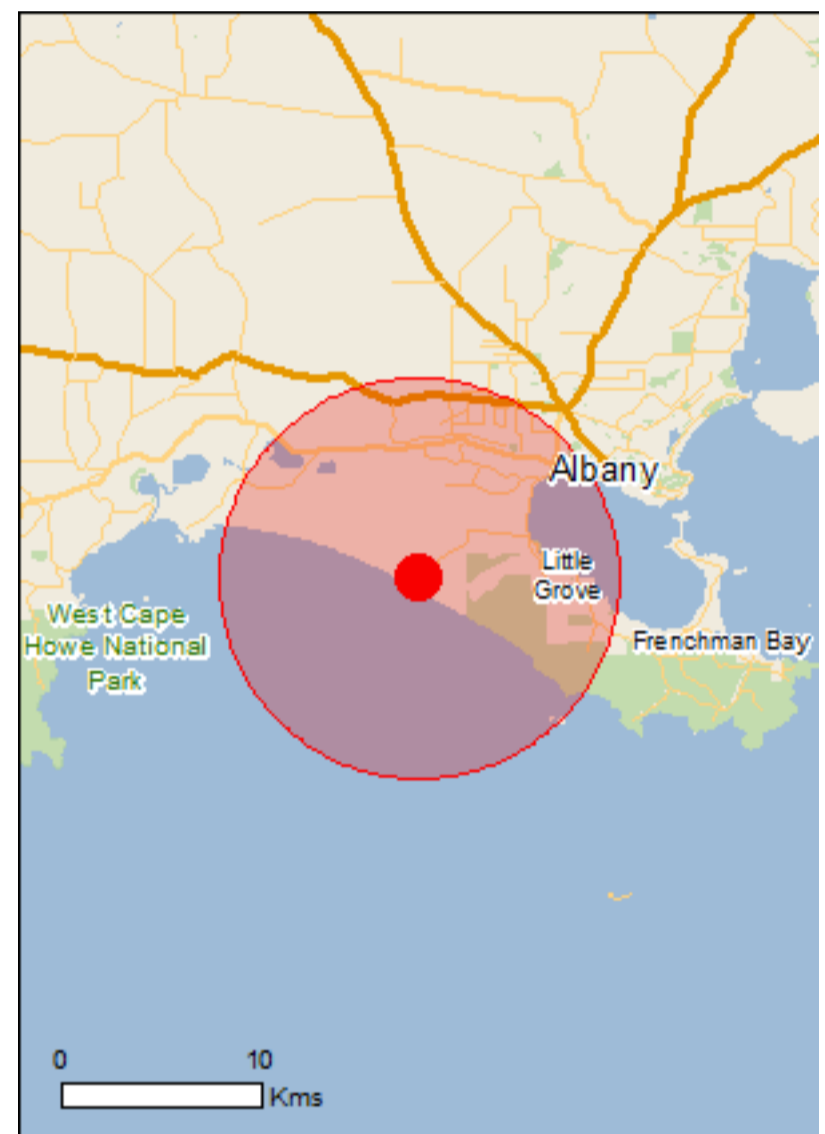 Albany
Little
Grove
West Cape
Howe National
Park
Frenchman Bay
0 10
Kms